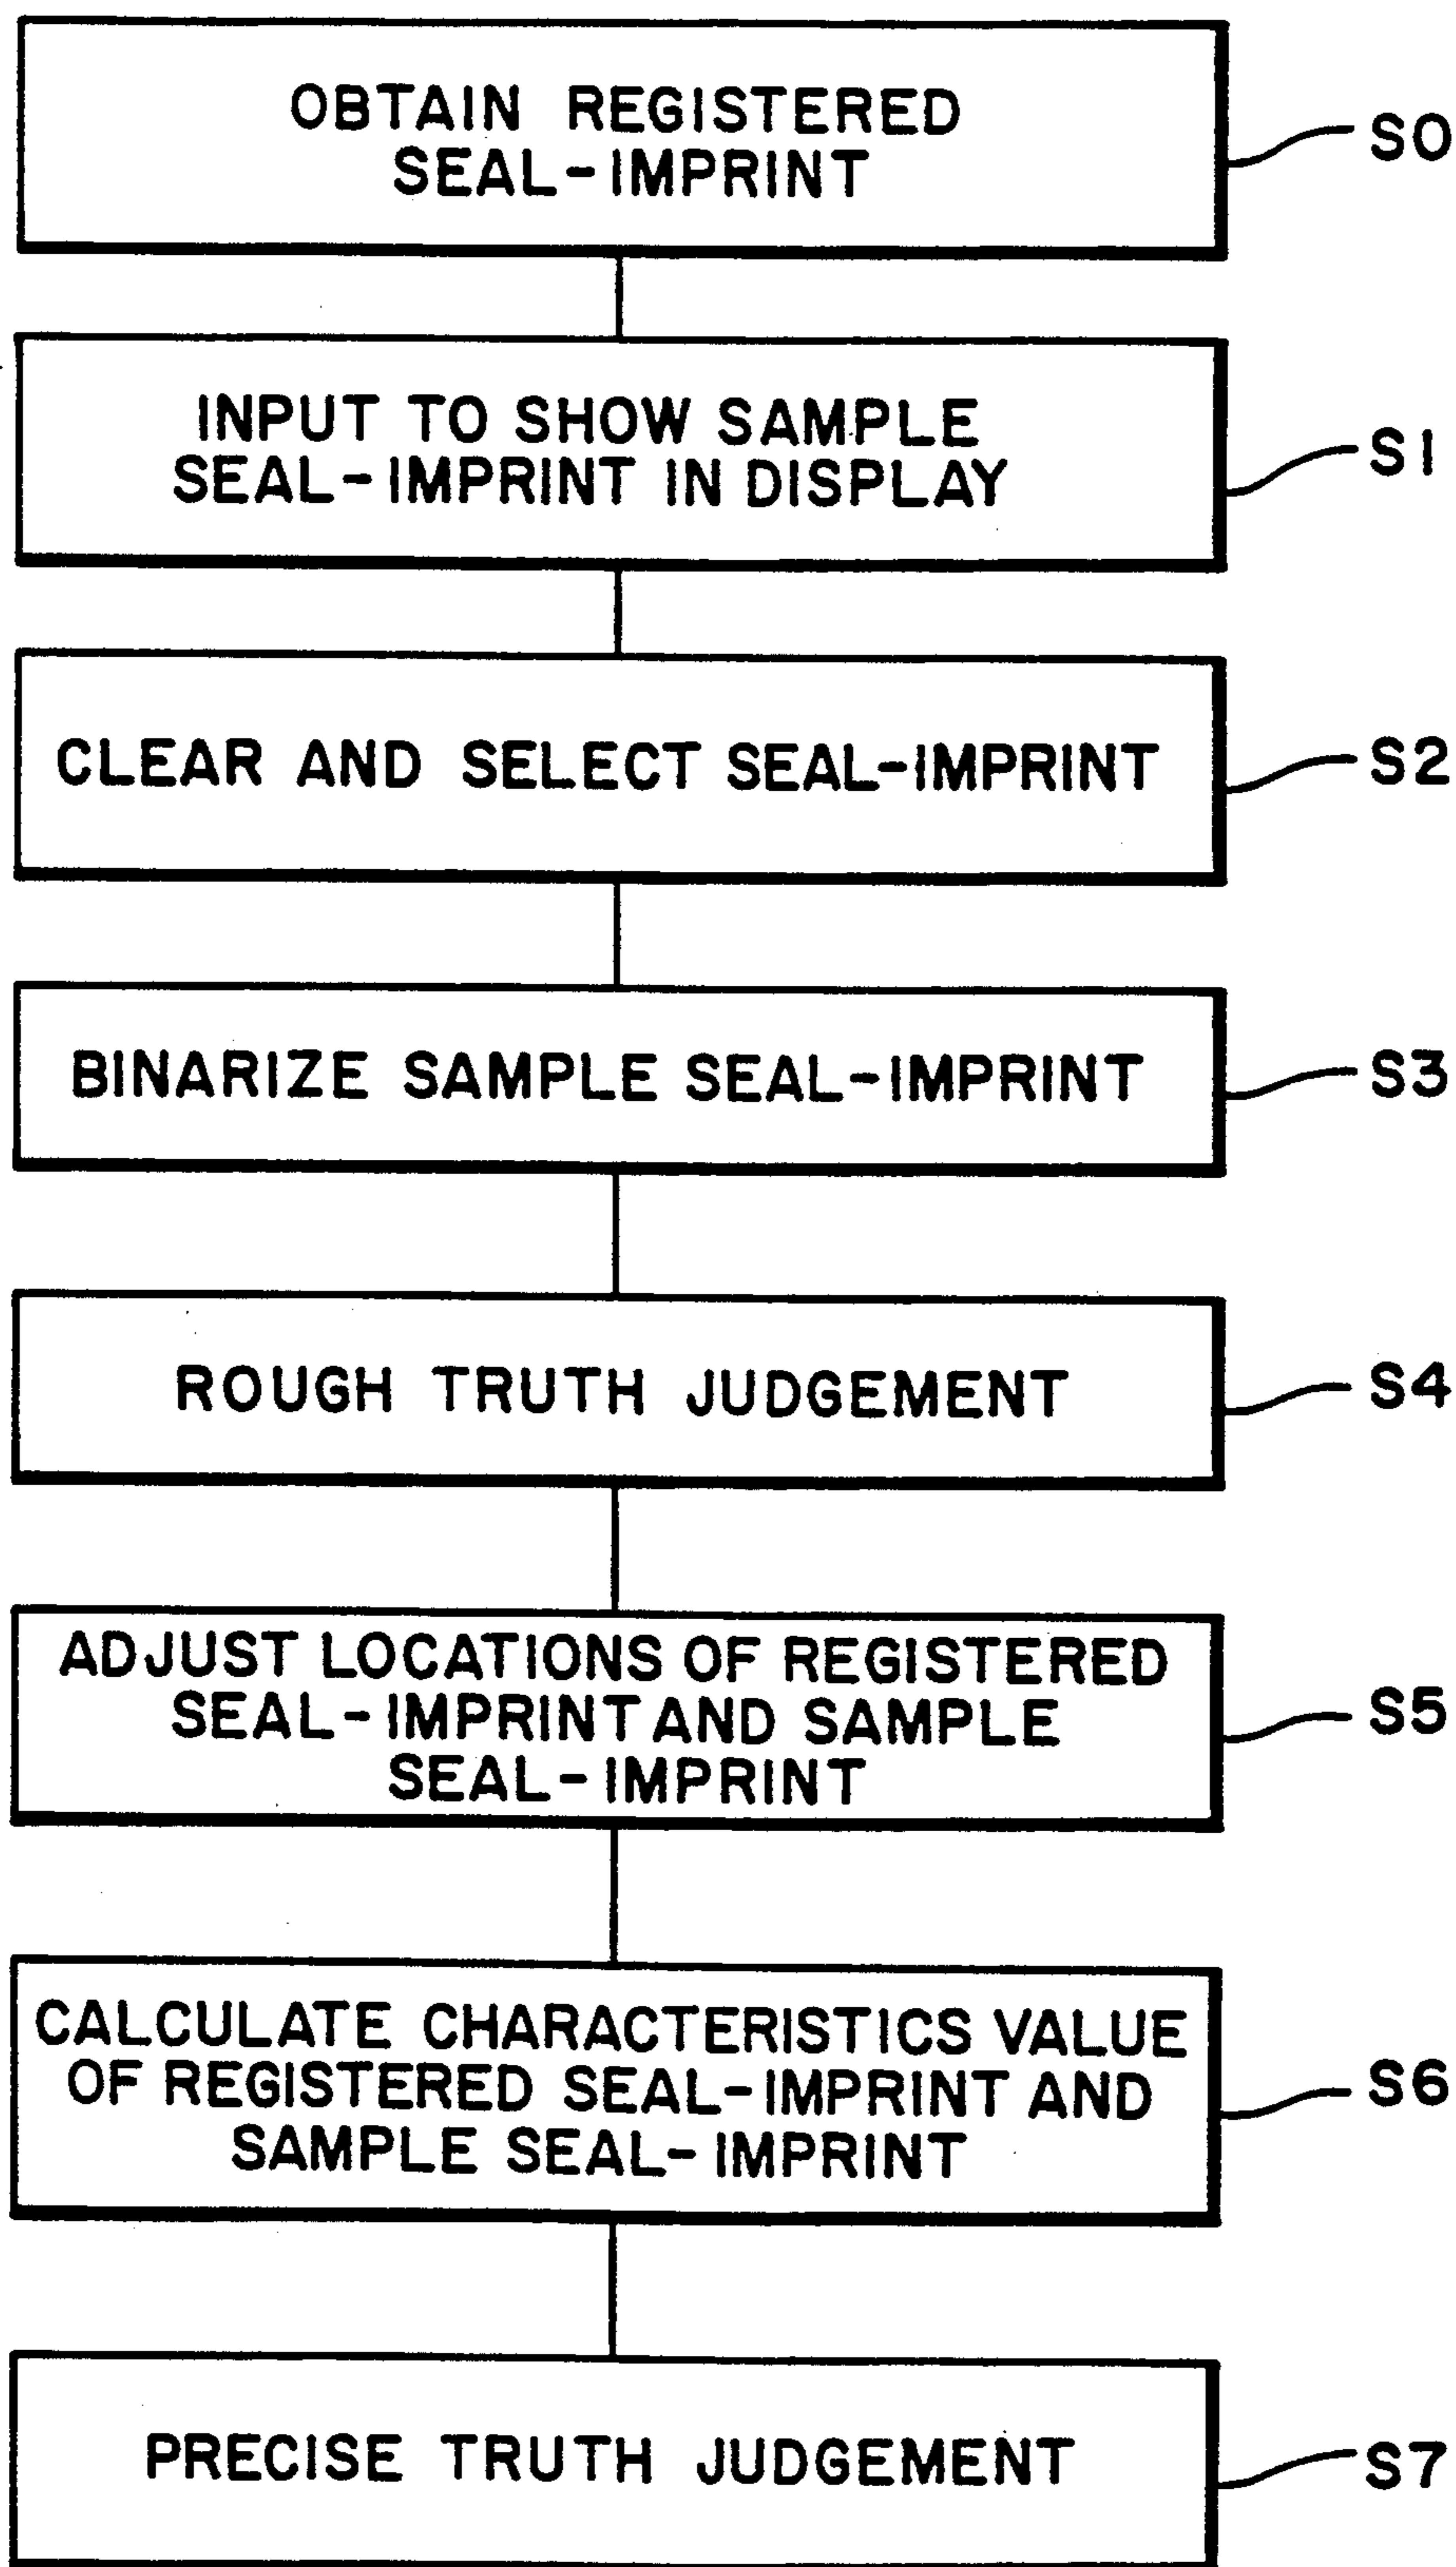 OBTAIN REGISTERED
SEAL-IMPRINT
S0
INPUT TO SHOW SAMPLE
SEAL-IMPRINT IN DISPLAY
S1
CLEAR AND SELECT SEAL-IMPRINT
S2
BINARIZE SAMPLE SEAL-IMPRINT
S3
ROUGH TRUTH JUDGEMENT
S4
ADJUST LOCATIONS OF REGISTERED
SEAL-IMPRINT AND SAMPLE
SEAL-IMPRINT
S5
CALCULATE CHARACTERISTICS VALUE
OF REGISTERED SEAL-IMPRINT AND
SAMPLE SEAL-IMPRINT
S6
PRECISE TRUTH JUDGEMENT
S7